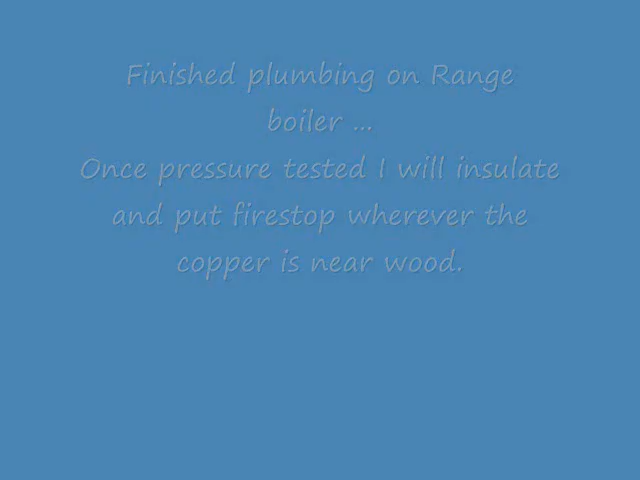 Finished plumbing on Range
boiler ...
Once pressure tested I will insulate
and put firestop wherever the
copper is near wood.